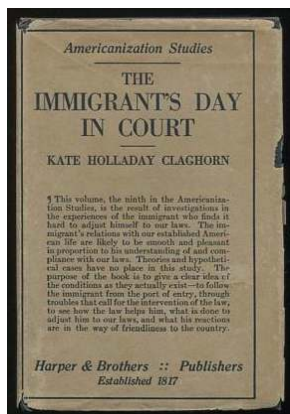 Americanization Studies
THE
IMMIGRANT'S DAY
IN COURT
KATE HOLLADAY CLAGHORN
¶ This volume, the ninth in the Americaniza-
tion Studies, is the result of investigations in
the experiences of the immigrant who finds it
hard to adjust himself to our laws. The im-
migrant's relations with our established Ameri-
can life are likely to be smooth and pleasant
in proportion to his understanding of and com-
pliance with our laws. Theories and hypotheti-
cal cases have no place in this study. The
purpose of the book is to give a clear idea of
the conditions as they actually exist—to follow
the immigrant from the port of entry, through
troubles that call for the intervention of the law,
to see how the law helps him, what is done to
adjust him to our laws, and what his reactions
are in the way of friendliness to the country.
Harper & Brothers :: Publishers
Established 1817